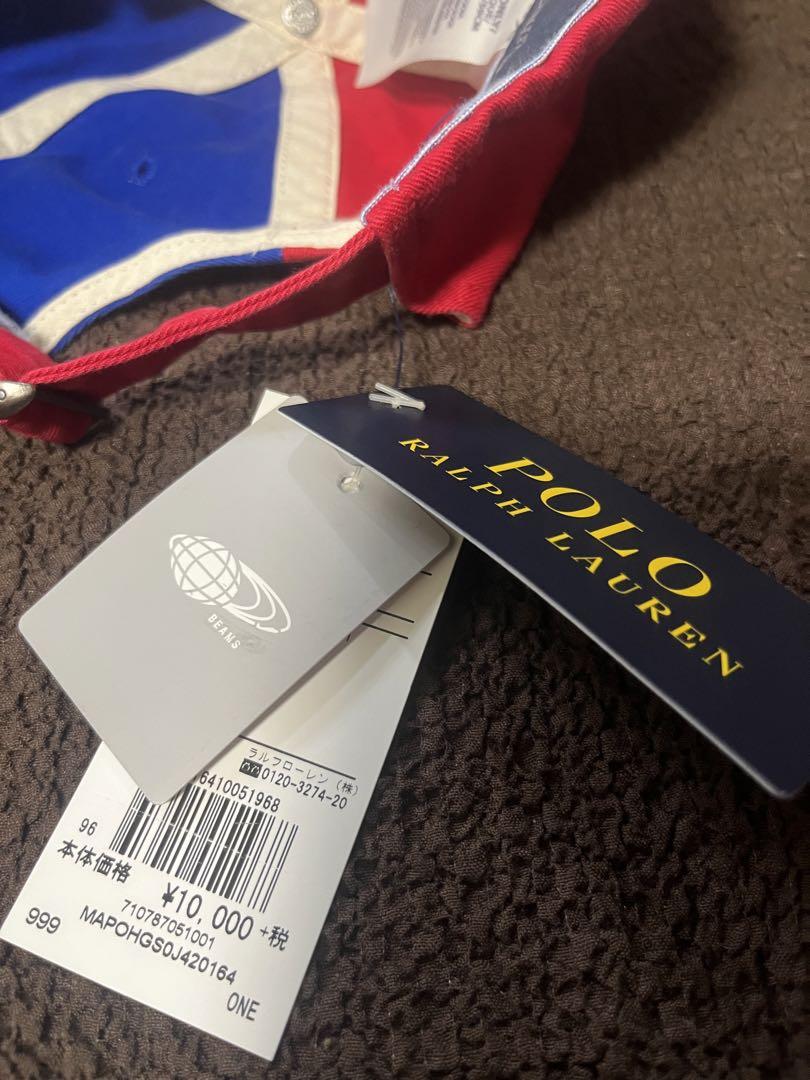 POLO
RALPH LAUREN
BEAMS
ラルフローレン(株)
0120-3274-20
6410051968
96
本体価格
¥10,000 +税
710787051001
999
MAPOHGS0J420164
ONE